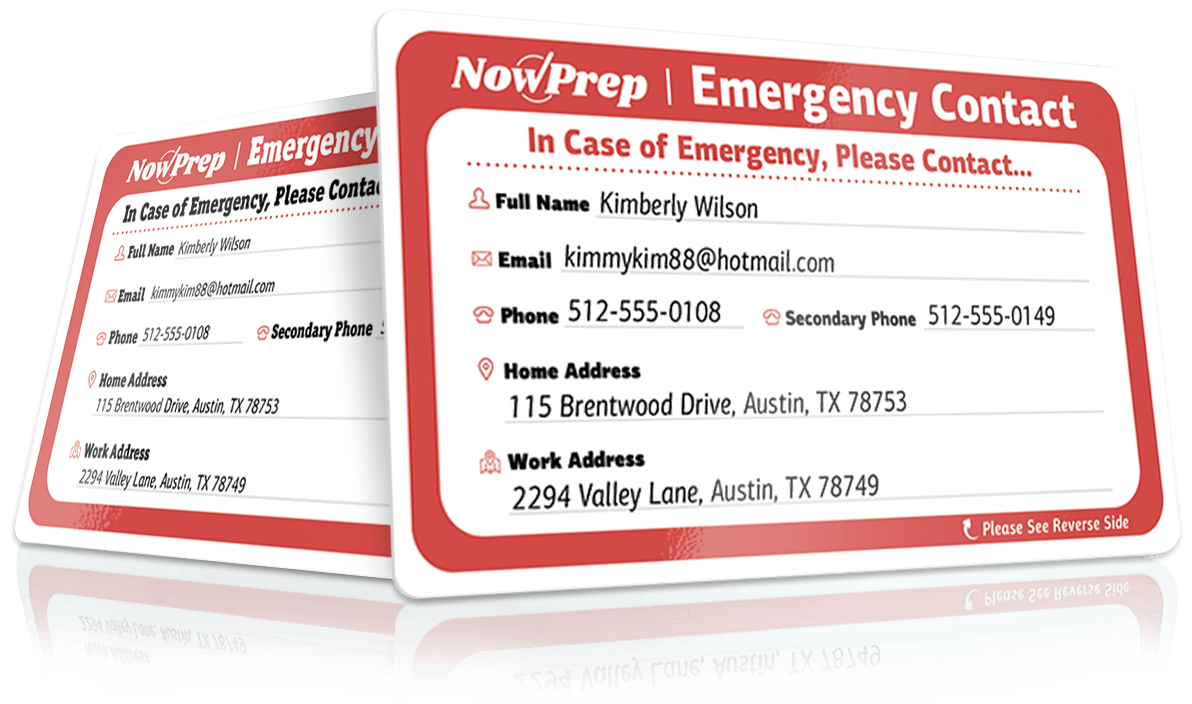 NowPrep | Emergency
In Case of Emergency, Please Conta
Full Name Kimberly Wilson
Email kimmykim88@hotmail.com
Phone 512-555-0108 Secondary Phone
Home Address
115 Brentwood Drive, Austin, TX 78753
Work Address
2294 Valley Lane, Austin, TX 78749
NowPrep | Emergency Contact
In Case of Emergency, Please Contact...
Full Name Kimberly Wilson
Email kimmykim88@hotmail.com
Phone 512-555-0108 Secondary Phone 512-555-0149
Home Address
115 Brentwood Drive, Austin, TX 78753
Work Address
2294 Valley Lane, Austin, TX 78749
Please See Reverse Side